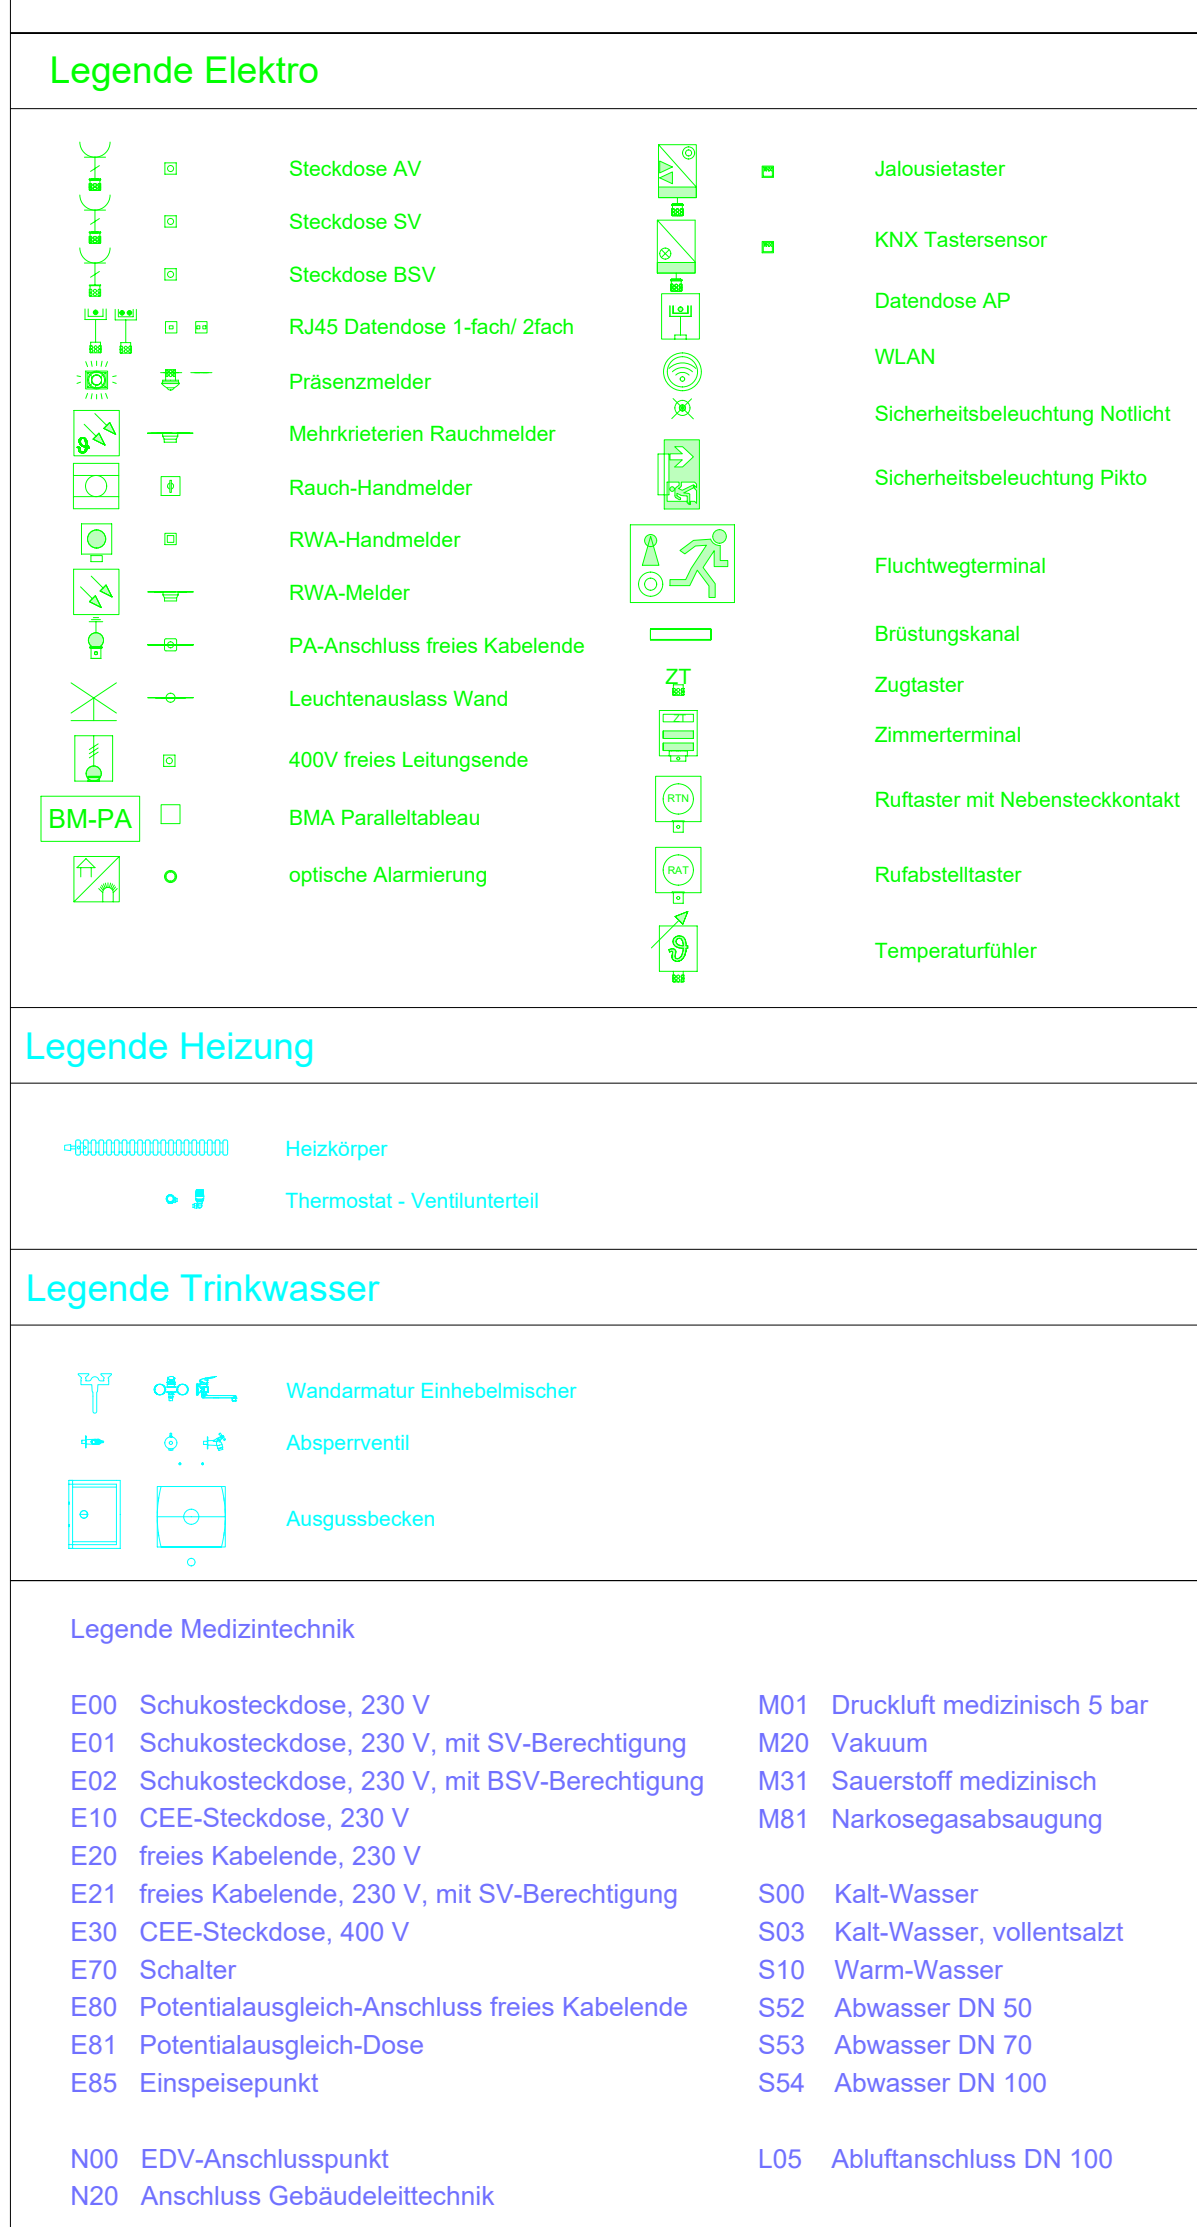 Legende Elektro
Steckdose AV
Steckdose SV
Steckdose BSV
RJ45 Datendose 1-fach/ 2fach
Präsenzmelder
Mehrkrieterien Rauchmelder
Rauch-Handmelder
RWA-Handmelder
RWA-Melder
PA-Anschluss freies Kabelende
Leuchtenauslass Wand
400V freies Leitungsende
BM-PA
BMA Paralleltableau
optische Alarmierung
Jalousietaster
KNX Tastersensor
Datendose AP
WLAN
Sicherheitsbeleuchtung Notlicht
Sicherheitsbeleuchtung Pikto
Fluchtwegterminal
Brüstungskanal
ZT
Zugtaster
ZT
Zimmerterminal
RTN
Ruftaster mit Nebensteckkontakt
RAT
Rufabstelltaster
ϑ
Temperaturfühler
Legende Heizung
Heizkörper
Thermostat - Ventilunterteil
Legende Trinkwasser
Wandarmatur Einhebelmischer
Absperrventil
Ausgussbecken
Legende Medizintechnik
E00 Schukosteckdose, 230 V
E01 Schukosteckdose, 230 V, mit SV-Berechtigung
E02 Schukosteckdose, 230 V, mit BSV-Berechtigung
E10 CEE-Steckdose, 230 V
E20 freies Kabelende, 230 V
E21 freies Kabelende, 230 V, mit SV-Berechtigung
E30 CEE-Steckdose, 400 V
E70 Schalter
E80 Potentialausgleich-Anschluss freies Kabelende
E81 Potentialausgleich-Dose
E85 Einspeisepunkt
N00 EDV-Anschlusspunkt
N20 Anschluss Gebäudeleittechnik
M01 Druckluft medizinisch 5 bar
M20 Vakuum
M31 Sauerstoff medizinisch
M81 Narkosegasabsaugung
S00 Kalt-Wasser
S03 Kalt-Wasser, vollentsalzt
S10 Warm-Wasser
S52 Abwasser DN 50
S53 Abwasser DN 70
S54 Abwasser DN 100
L05 Abluftanschluss DN 100